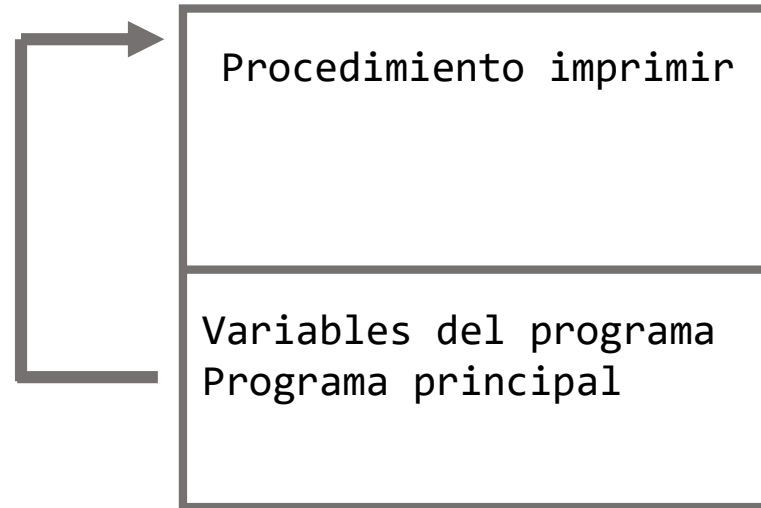 Procedimiento imprimir
Variables del programa
Programa principal